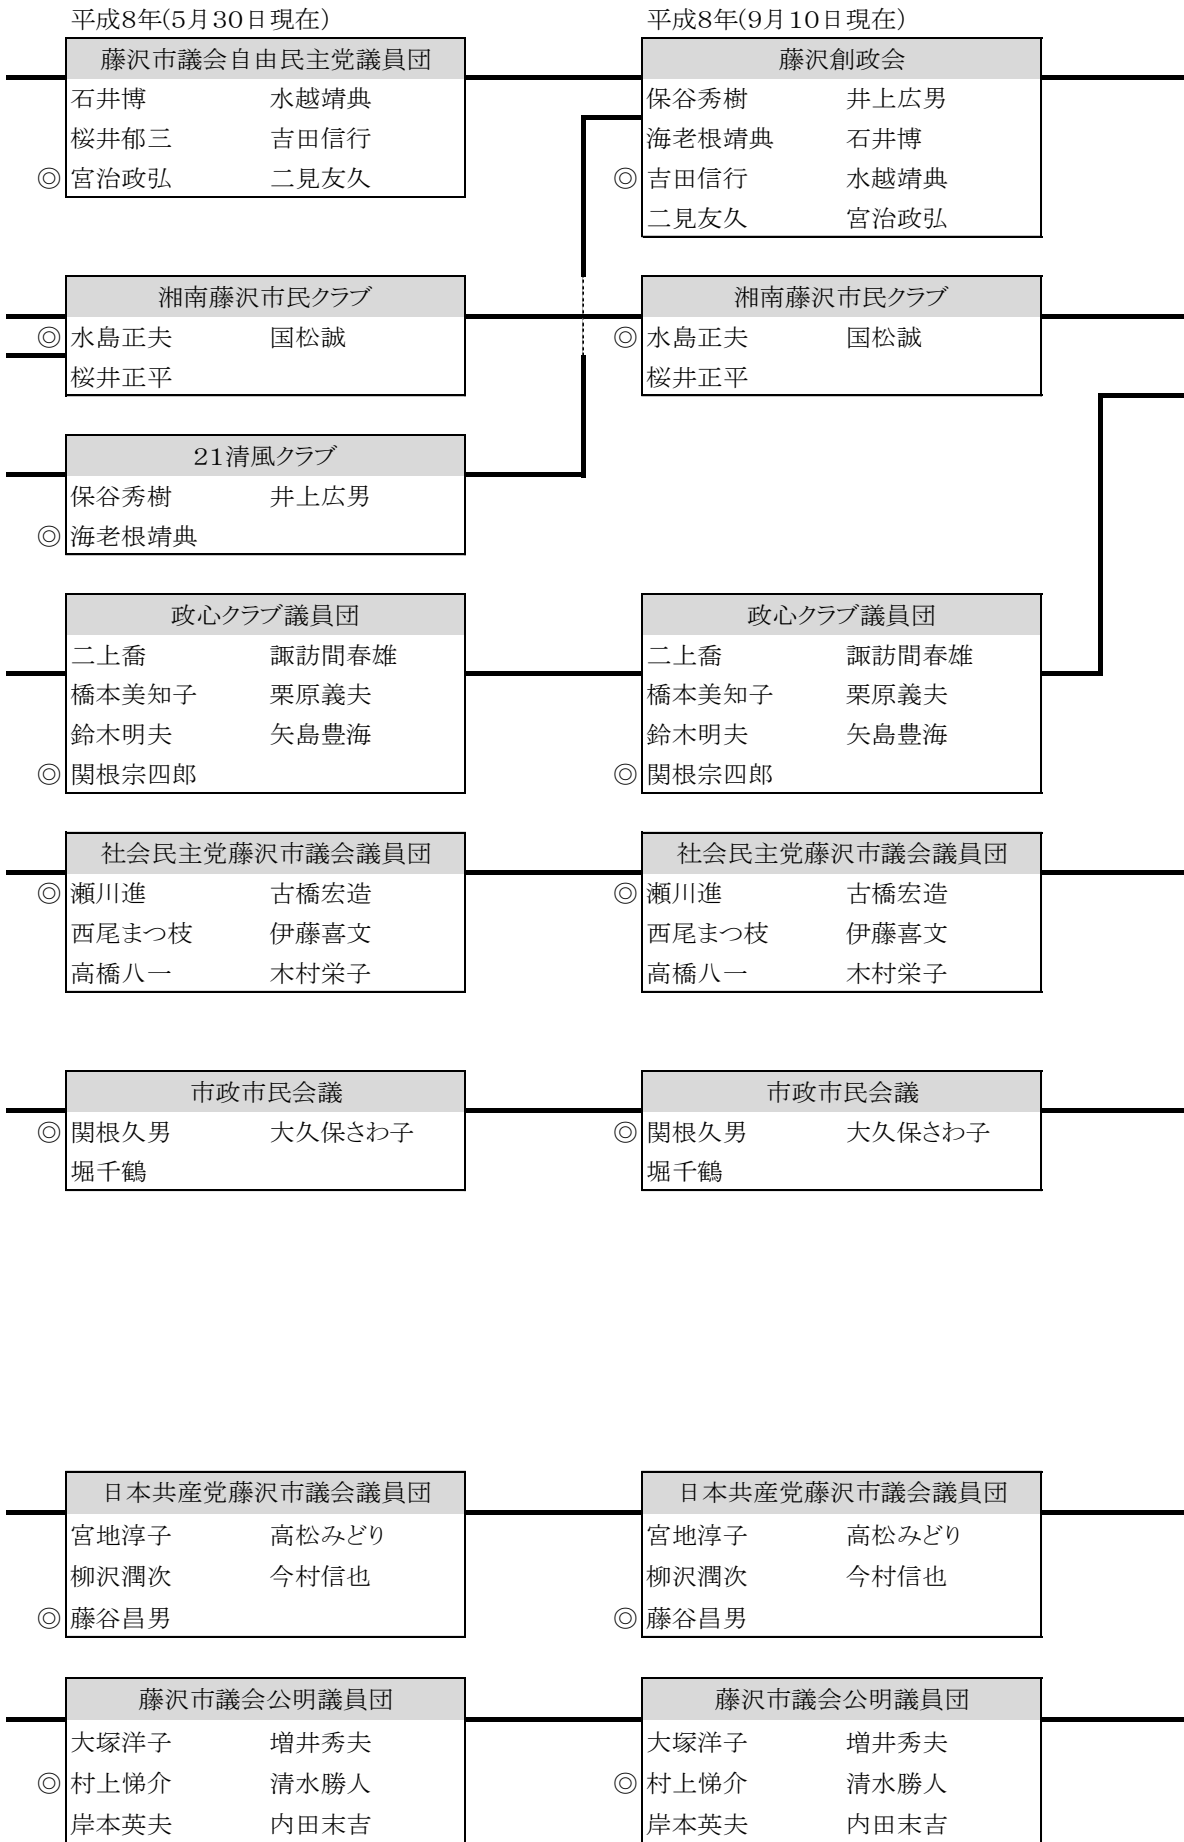 平成8年(5月30日現在)
藤沢市議会自由民主党議員団
石井博 水越靖典
桜井郁三 吉田信行
◎ 宮治政弘 二見友久
湘南藤沢市民クラブ
◎ 水島正夫 国松誠
桜井正平
21清風クラブ
保谷秀樹 井上広男
◎ 海老根靖典
政心クラブ議員団
二上喬 諏訪間春雄
橋本美知子 栗原義夫
鈴木明夫 矢島豊海
◎ 関根宗四郎
社会民主党藤沢市議会議員団
◎ 瀬川進 古橋宏造
西尾まつ枝 伊藤喜文
高橋八一 木村栄子
市政市民会議
◎ 関根久男 大久保さわ子
堀千鶴
日本共産党藤沢市議会議員団
宮地淳子 高松みどり
柳沢潤次 今村信也
◎ 藤谷昌男
藤沢市議会公明議員団
大塚洋子 増井秀夫
◎ 村上悌介 清水勝人
岸本英夫 内田末吉
平成8年(9月10日現在)
藤沢創政会
保谷秀樹 井上広男
海老根靖典 石井博
◎ 吉田信行 水越靖典
二見友久 宮治政弘
湘南藤沢市民クラブ
◎ 水島正夫 国松誠
桜井正平
政心クラブ議員団
二上喬 諏訪間春雄
橋本美知子 栗原義夫
鈴木明夫 矢島豊海
◎ 関根宗四郎
社会民主党藤沢市議会議員団
◎ 瀬川進 古橋宏造
西尾まつ枝 伊藤喜文
高橋八一 木村栄子
市政市民会議
◎ 関根久男 大久保さわ子
堀千鶴
日本共産党藤沢市議会議員団
宮地淳子 高松みどり
柳沢潤次 今村信也
◎ 藤谷昌男
藤沢市議会公明議員団
大塚洋子 増井秀夫
◎ 村上悌介 清水勝人
岸本英夫 内田末吉